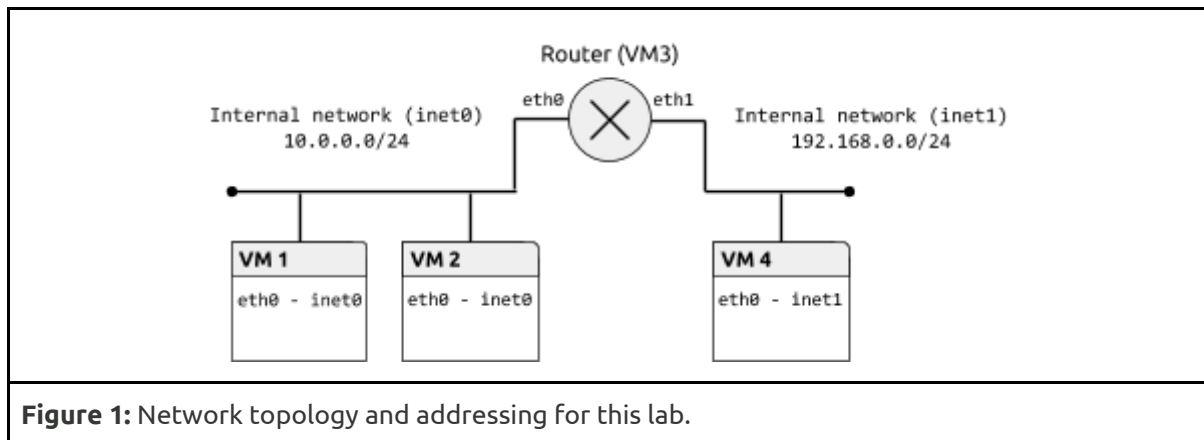 Router (VM3)
eth0
eth1
Internal network (inet0)
10.0.0.0/24
Internal network (inet1)
192.168.0.0/24
VM 1
eth0 - inet0
VM 2
eth0 - inet0
VM 4
eth0 - inet1
Figure 1: Network topology and addressing for this lab.